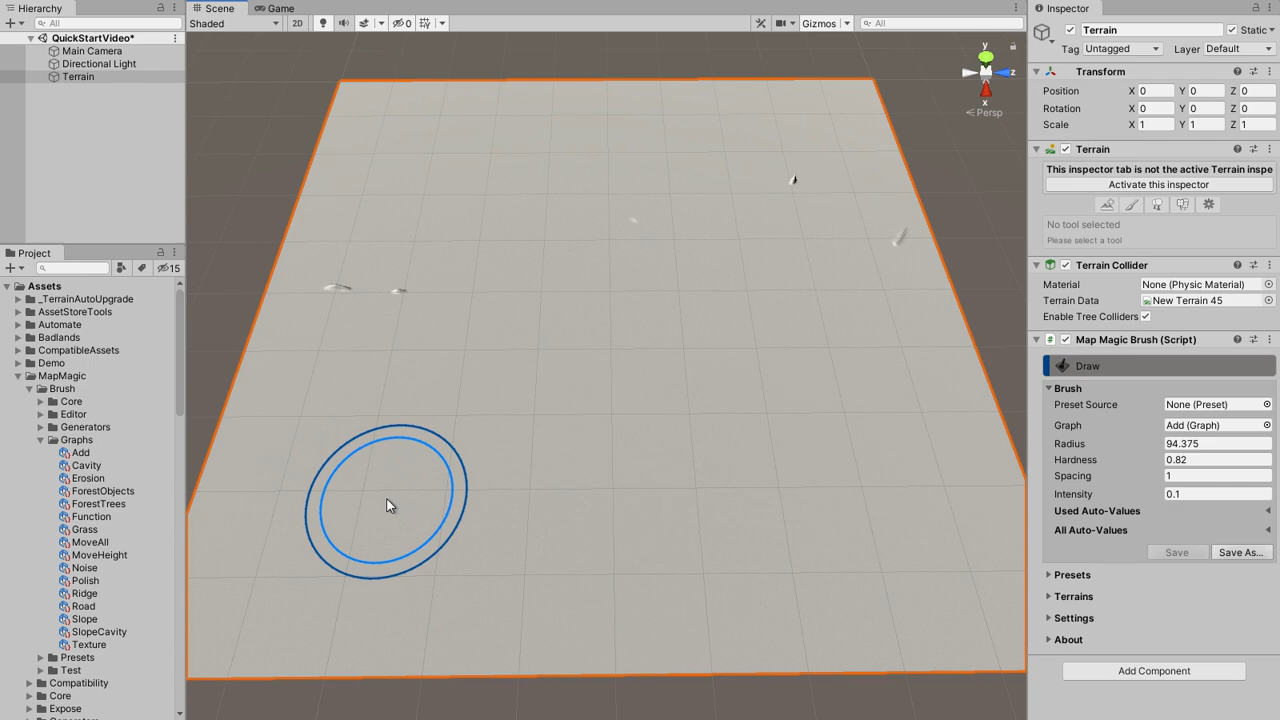 Hierarchy
All
QuickStartVideo*
Main Camera
Directional Light
Terrain
Project
15
Assets
_TerrainAutoUpgrade
AssetStoreTools
Automate
Badlands
CompatibleAssets
Demo
MapMagic
Brush
Core
Editor
Generators
Graphs
Add
Cavity
Erosion
ForestObjects
ForestTrees
Function
Grass
MoveAll
MoveHeight
Noise
Polish
Ridge
Road
Slope
SlopeCavity
Texture
Presets
Test
Compatibility
Core
Expose
Scene Game
Shaded 2D 0 Gizmos All
y
z
x
Persp
Inspector
Terrain Static
Tag Untagged Layer Default
Transform
Position X 0 Y 0 Z 0
Rotation X 0 Y 0 Z 0
Scale X 1 Y 1 Z 1
Terrain
This inspector tab is not the active Terrain inspe
Activate this inspector
No tool selected
Please select a tool
Terrain Collider
Material None (Physic Material)
Terrain Data New Terrain 45
Enable Tree Colliders
Map Magic Brush (Script)
Draw
Brush
Preset Source None (Preset)
Graph Add (Graph)
Radius 94.375
Hardness 0.82
Spacing 1
Intensity 0.1
Used Auto-Values
All Auto-Values
Save Save As...
Presets
Terrains
Settings
About
Add Component